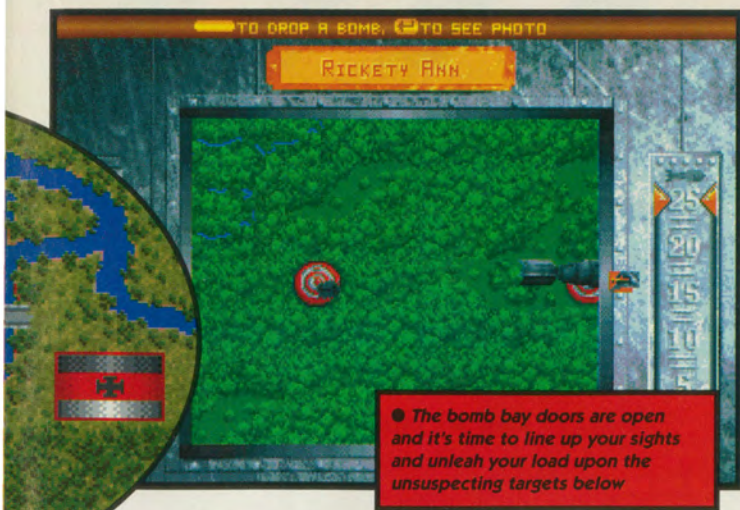 TO DROP A BOMB, TO SEE PHOTO
RICKETY ANN
25
20
15
10
● The bomb bay doors are open
and it's time to line up your sights
and unleah your load upon the
unsuspecting targets below